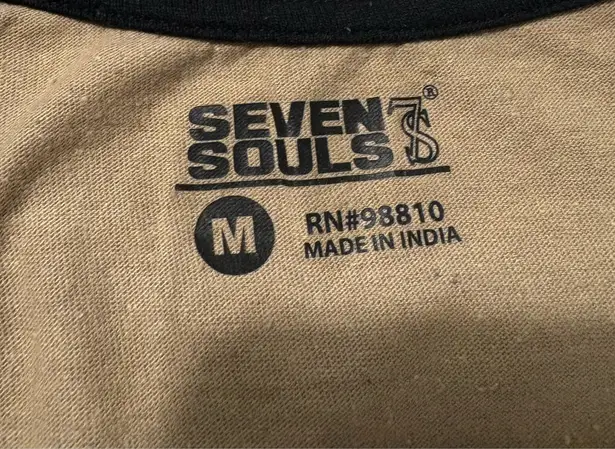 SEVEN
SOULS
7S ®
M
RN#98810
MADE IN INDIA